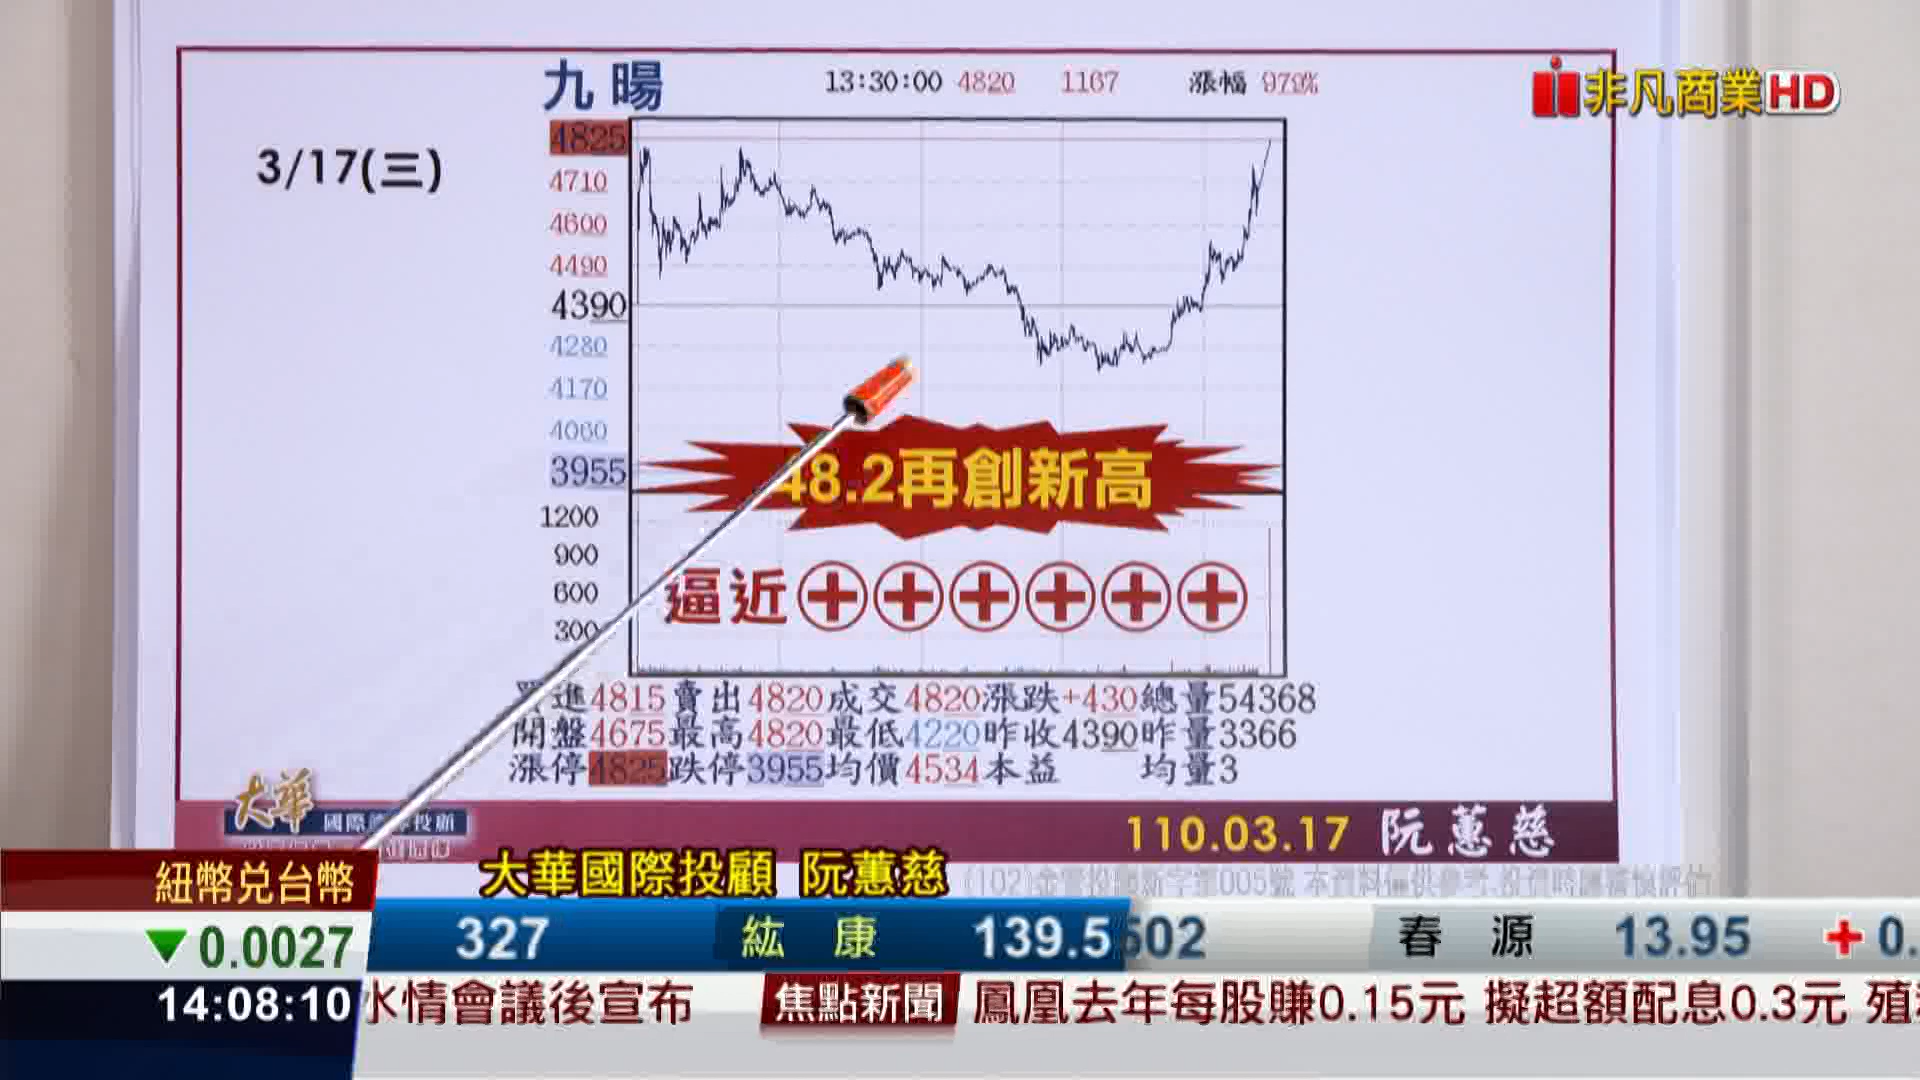 九暘
13:30:00 4820 1167 漲幅 979%
非凡商業HD
3/17(三)
4825
4710
4600
4490
4390
4280
4170
4060
3955
1200
900
600
300
48.2再創新高
逼近
買進4815賣出4820成交4820漲跌+430總量54368
開盤4675最高4820最低4220昨收4390昨量3366
漲停4825跌停3955均價4534本益 均量3
大華
110.03.17 阮蕙慈
紐幣兑台幣
大華國際投顧 阮蕙慈
▼0.0027
327 紘康 139.5 502 春源 13.95 + 0.
14:08:10
水情會議後宣布 焦點新聞 鳳凰去年每股賺0.15元 擬超額配息0.3元 殖